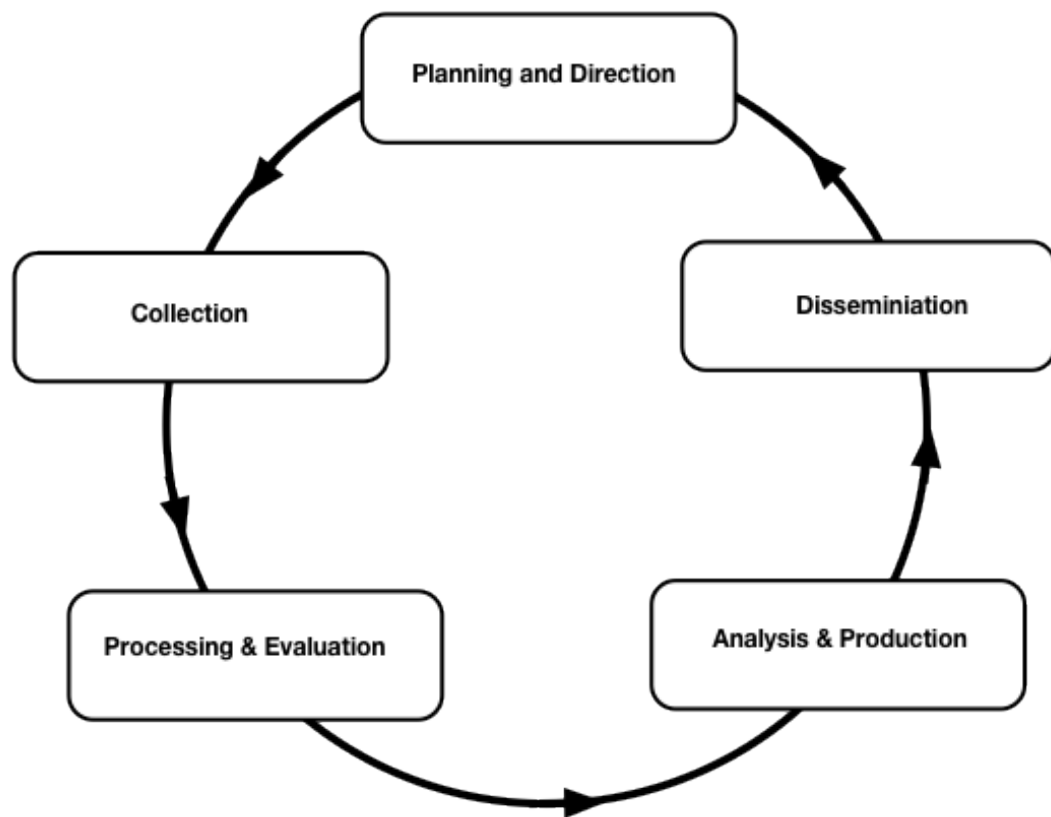 Planning and Direction
Collection
Disseminiation
Processing & Evaluation
Analysis & Production